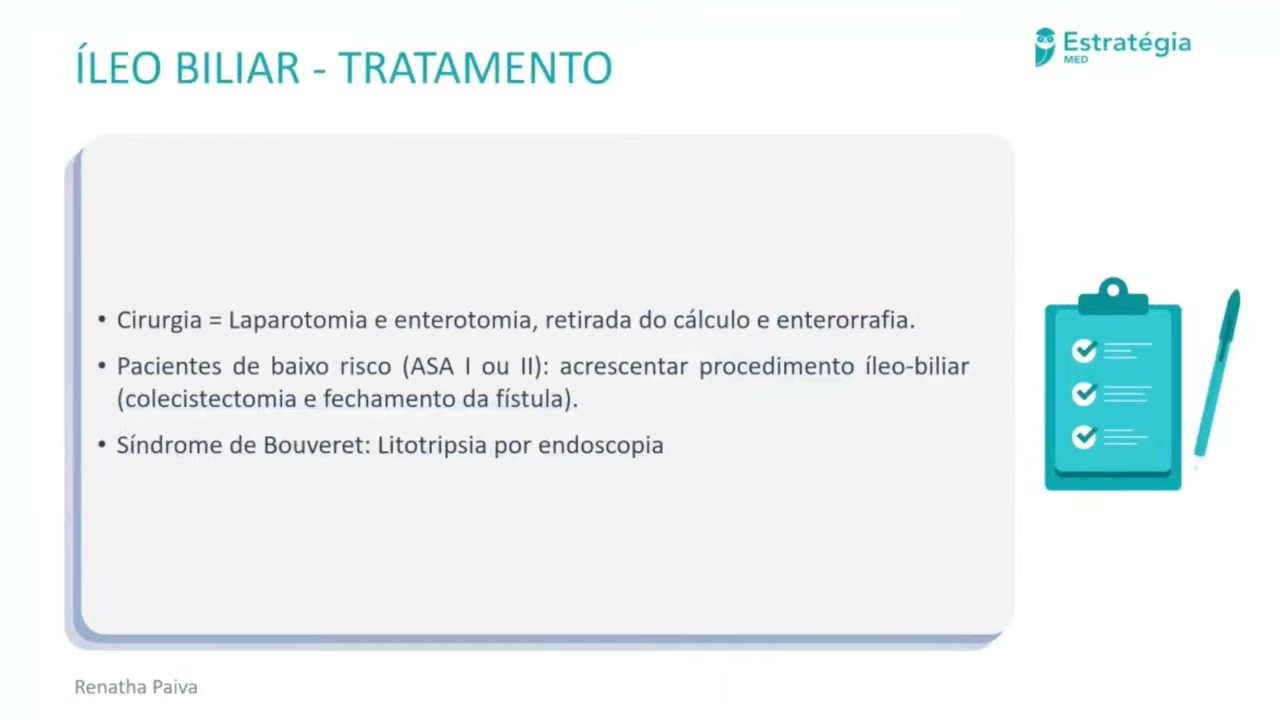 ÍLEO BILIAR - TRATAMENTO
Estratégia
MED
• Cirurgia = Laparotomia e enterotomia, retirada do cálculo e enterorrafia.
• Pacientes de baixo risco (ASA I ou II): acrescentar procedimento íleo-biliar
(colecistectomia e fechamento da fístula).
• Síndrome de Bouveret: Litotripsia por endoscopia
Renatha Paiva